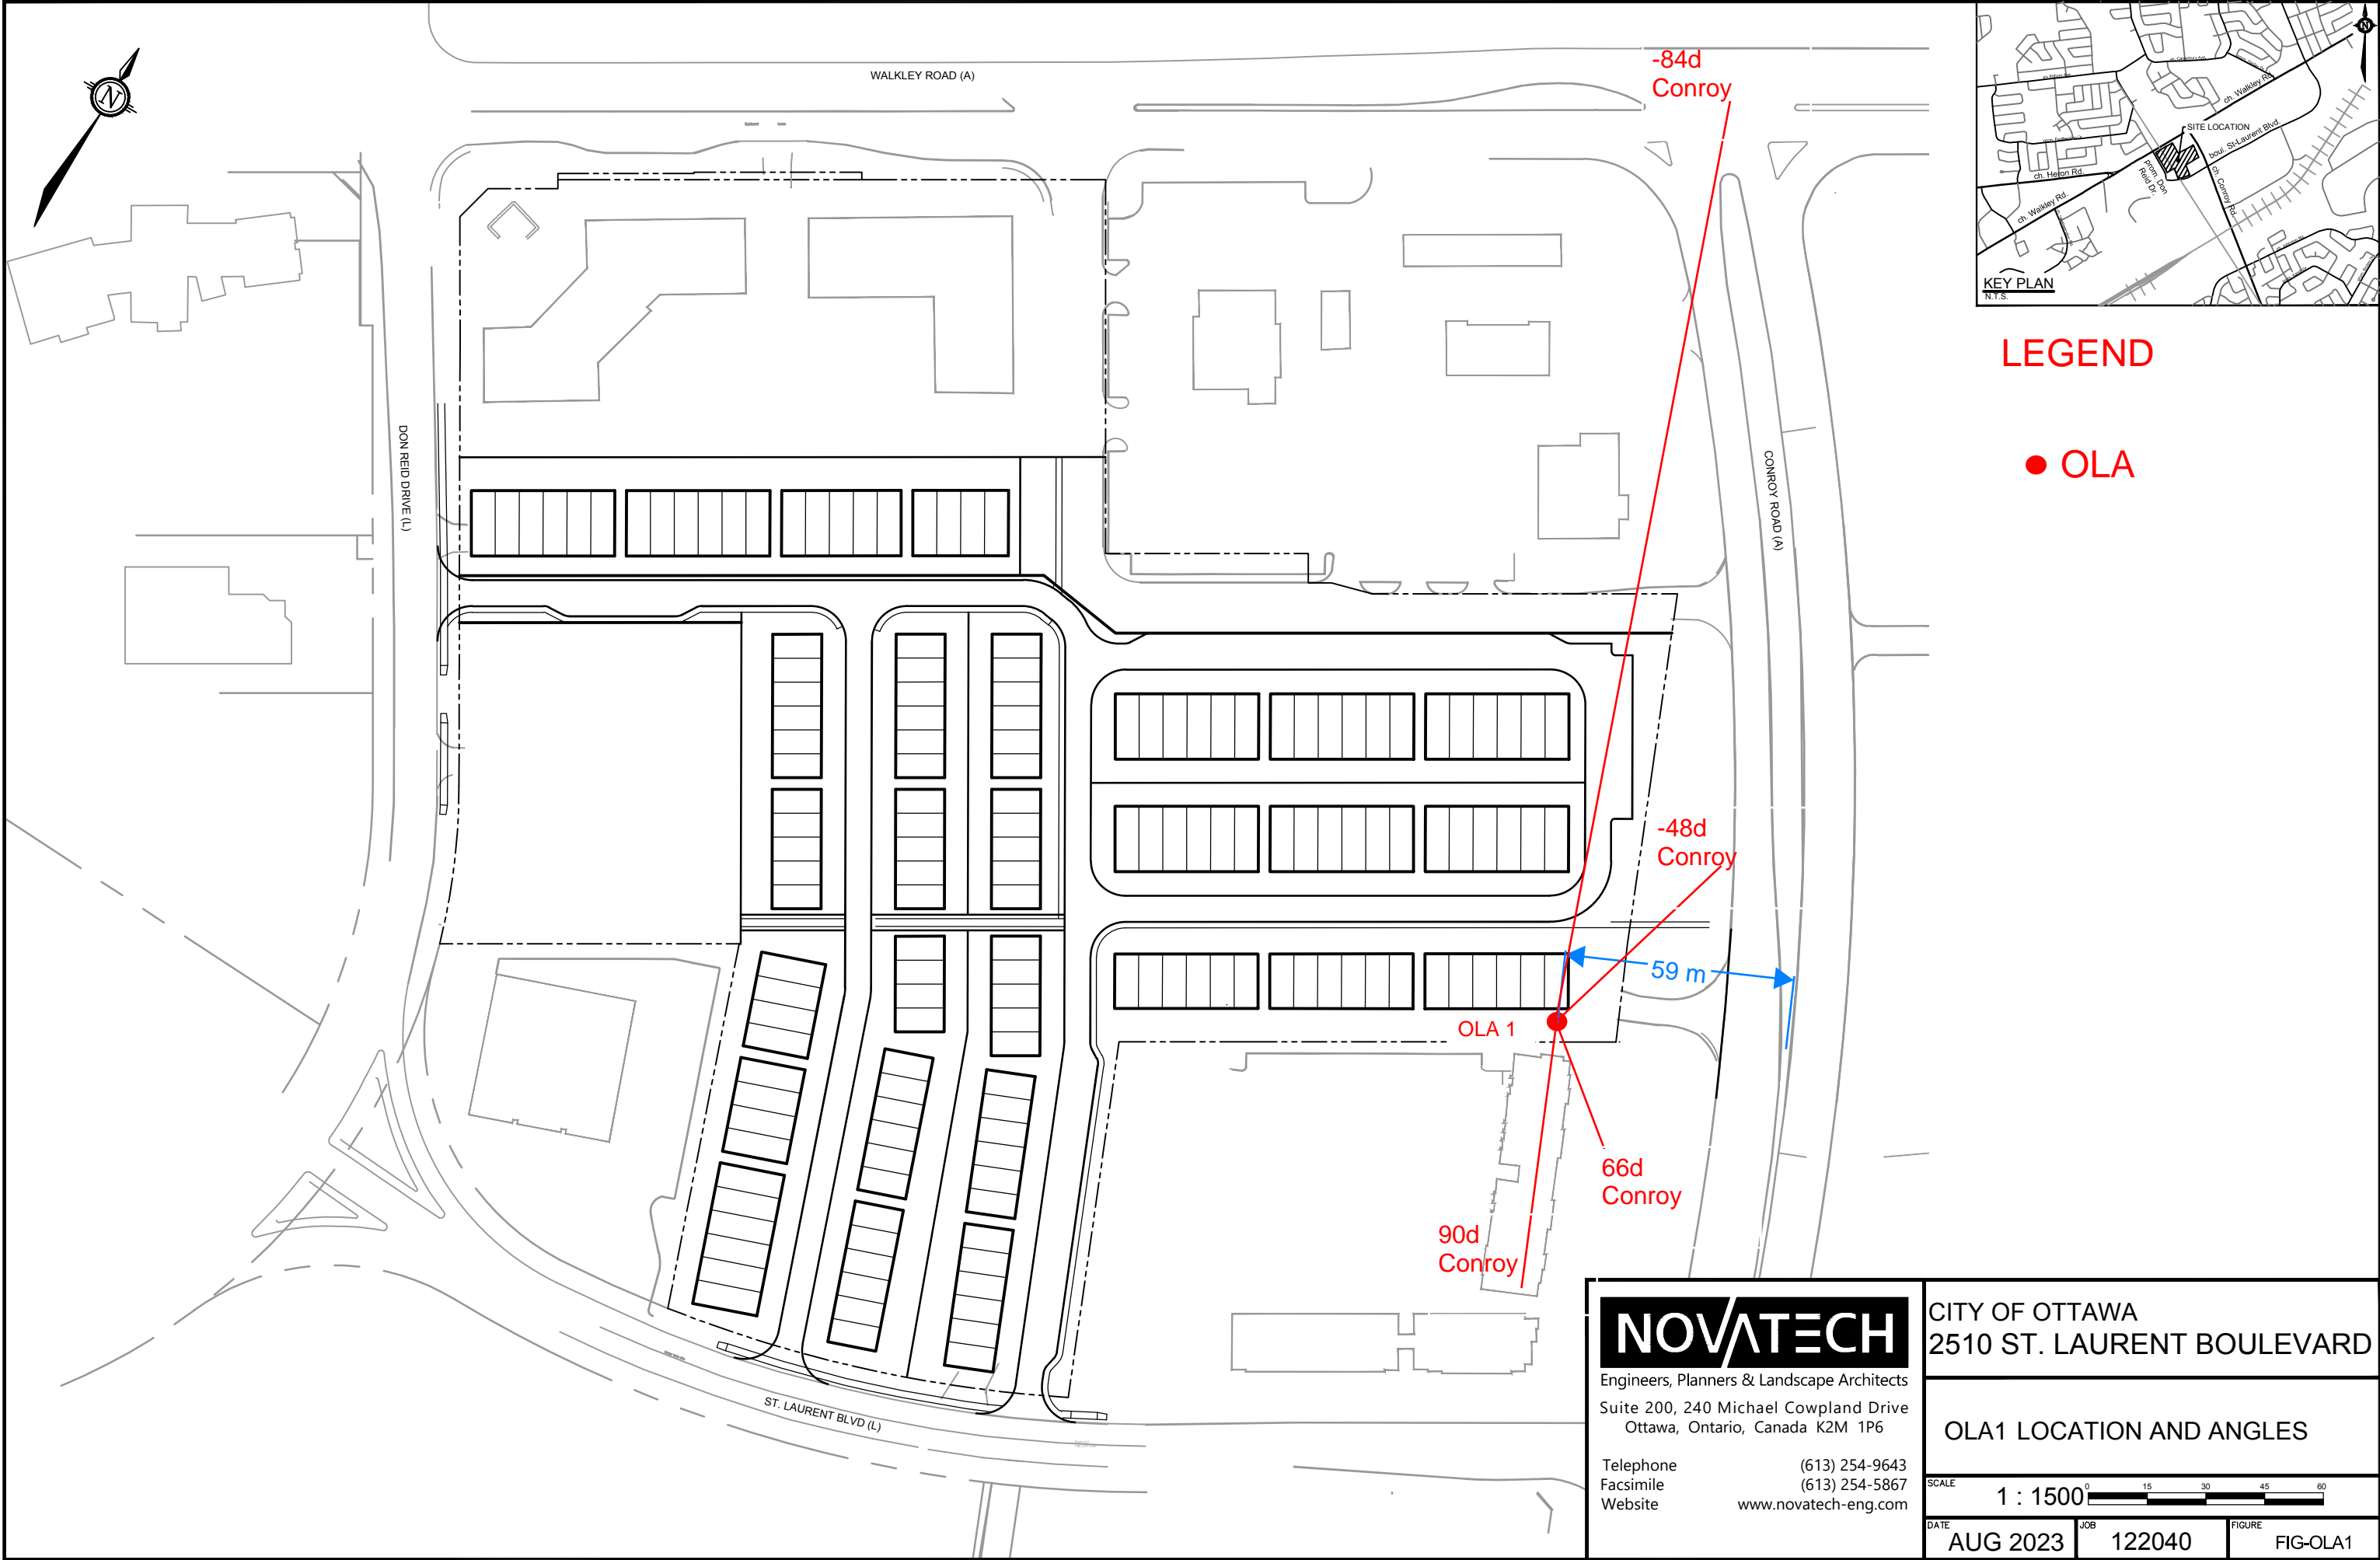 WALKLEY ROAD (A)
N
-84d
Conroy
DON REID DRIVE (L)
CONROY ROAD (A)
-48d
Conroy
59 m
OLA 1
66d
Conroy
90d
Conroy
ST. LAURENT BLVD (L)
N
ch. Walkley Rd.
SITE LOCATION
boul. St-Laurent Blvd.
prom. Don
Reid Dr.
ch. Conroy Rd.
ch. Heron Rd.
ch. Walkley Rd.
KEY PLAN
N.T.S.
LEGEND
OLA
NOVATECH
Engineers, Planners & Landscape Architects
Suite 200, 240 Michael Cowpland Drive
Ottawa, Ontario, Canada K2M 1P6
Telephone (613) 254-9643
Facsimile (613) 254-5867
Website www.novatech-eng.com
CITY OF OTTAWA
2510 ST. LAURENT BOULEVARD
OLA1 LOCATION AND ANGLES
SCALE
1 : 1500
0 15 30 45 60
DATE
AUG 2023
JOB
122040
FIGURE
FIG-OLA1